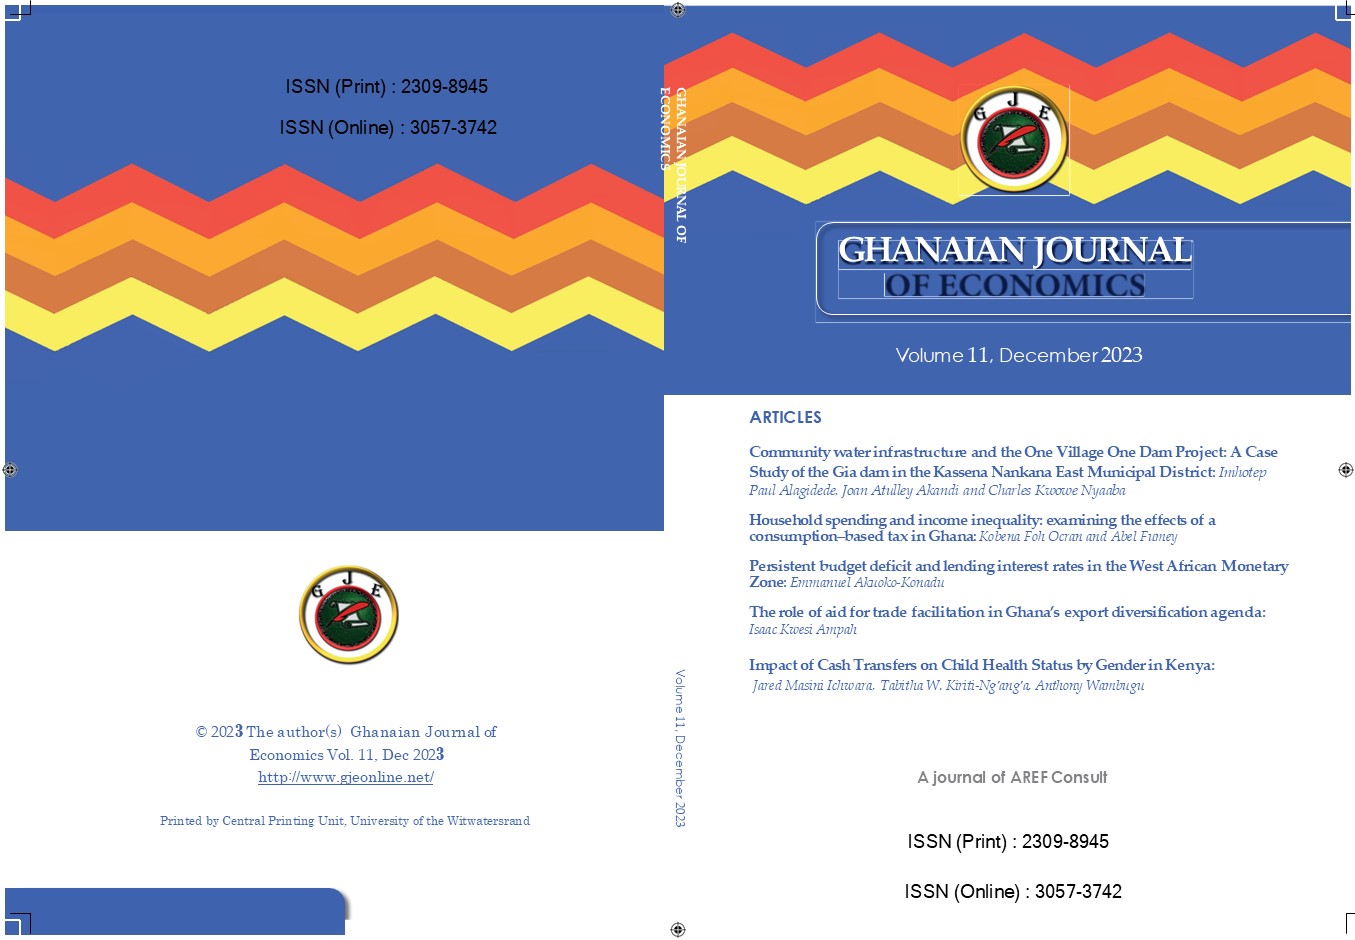 ISSN (Print) : 2309-8945
ISSN (Online) : 3057-3742
G J E
© 2023 The author(s) Ghanaian Journal of
Economics Vol. 11, Dec 2023
http://www.gjeonline.net/
Printed by Central Printing Unit, University of the Witwatersrand
GHANAIAN JOURNAL OF
ECONOMICS
Volume 11, December 2023
G J E
GHANAIAN JOURNAL
OF ECONOMICS
Volume 11, December 2023
ARTICLES
Community water infrastructure and the One Village One Dam Project: A Case
Study of the Gia dam in the Kassena Nankana East Municipal District: Imhotep
Paul Alagidede, Joan Atulley Akandi and Charles Kwowe Nyaaba
Household spending and income inequality: examining the effects of a
consumption–based tax in Ghana: Kobena Foh Ocran and Abel Fumey
Persistent budget deficit and lending interest rates in the West African Monetary
Zone: Emmanuel Akuoko-Konadu
The role of aid for trade facilitation in Ghana's export diversification agenda:
Isaac Kwesi Ampah
Impact of Cash Transfers on Child Health Status by Gender in Kenya:
Jared Masini Ichwara, Tabitha W. Kiriti-Ng'ang'a, Anthony Wambugu
A journal of AREF Consult
ISSN (Print) : 2309-8945
ISSN (Online) : 3057-3742